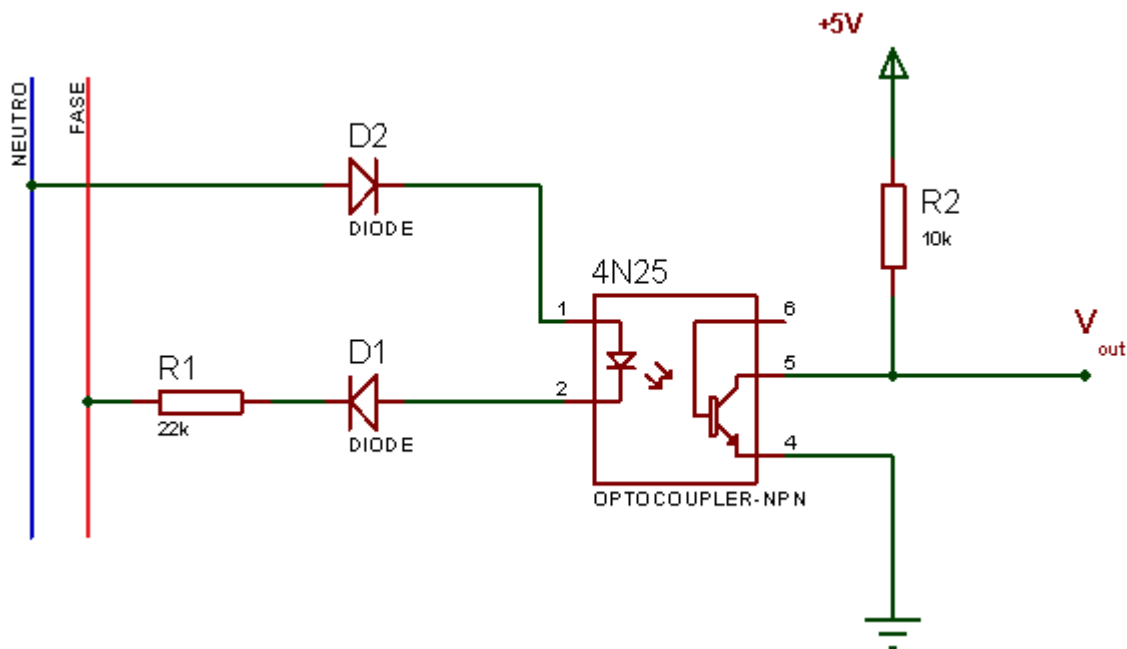 +5V
NEUTRO
FASE
D2
DIODE
R2
10k
4N25
1
6
V out
D1
5
R1
2
22k
DIODE
4
OPTOCOUPLER-NPN